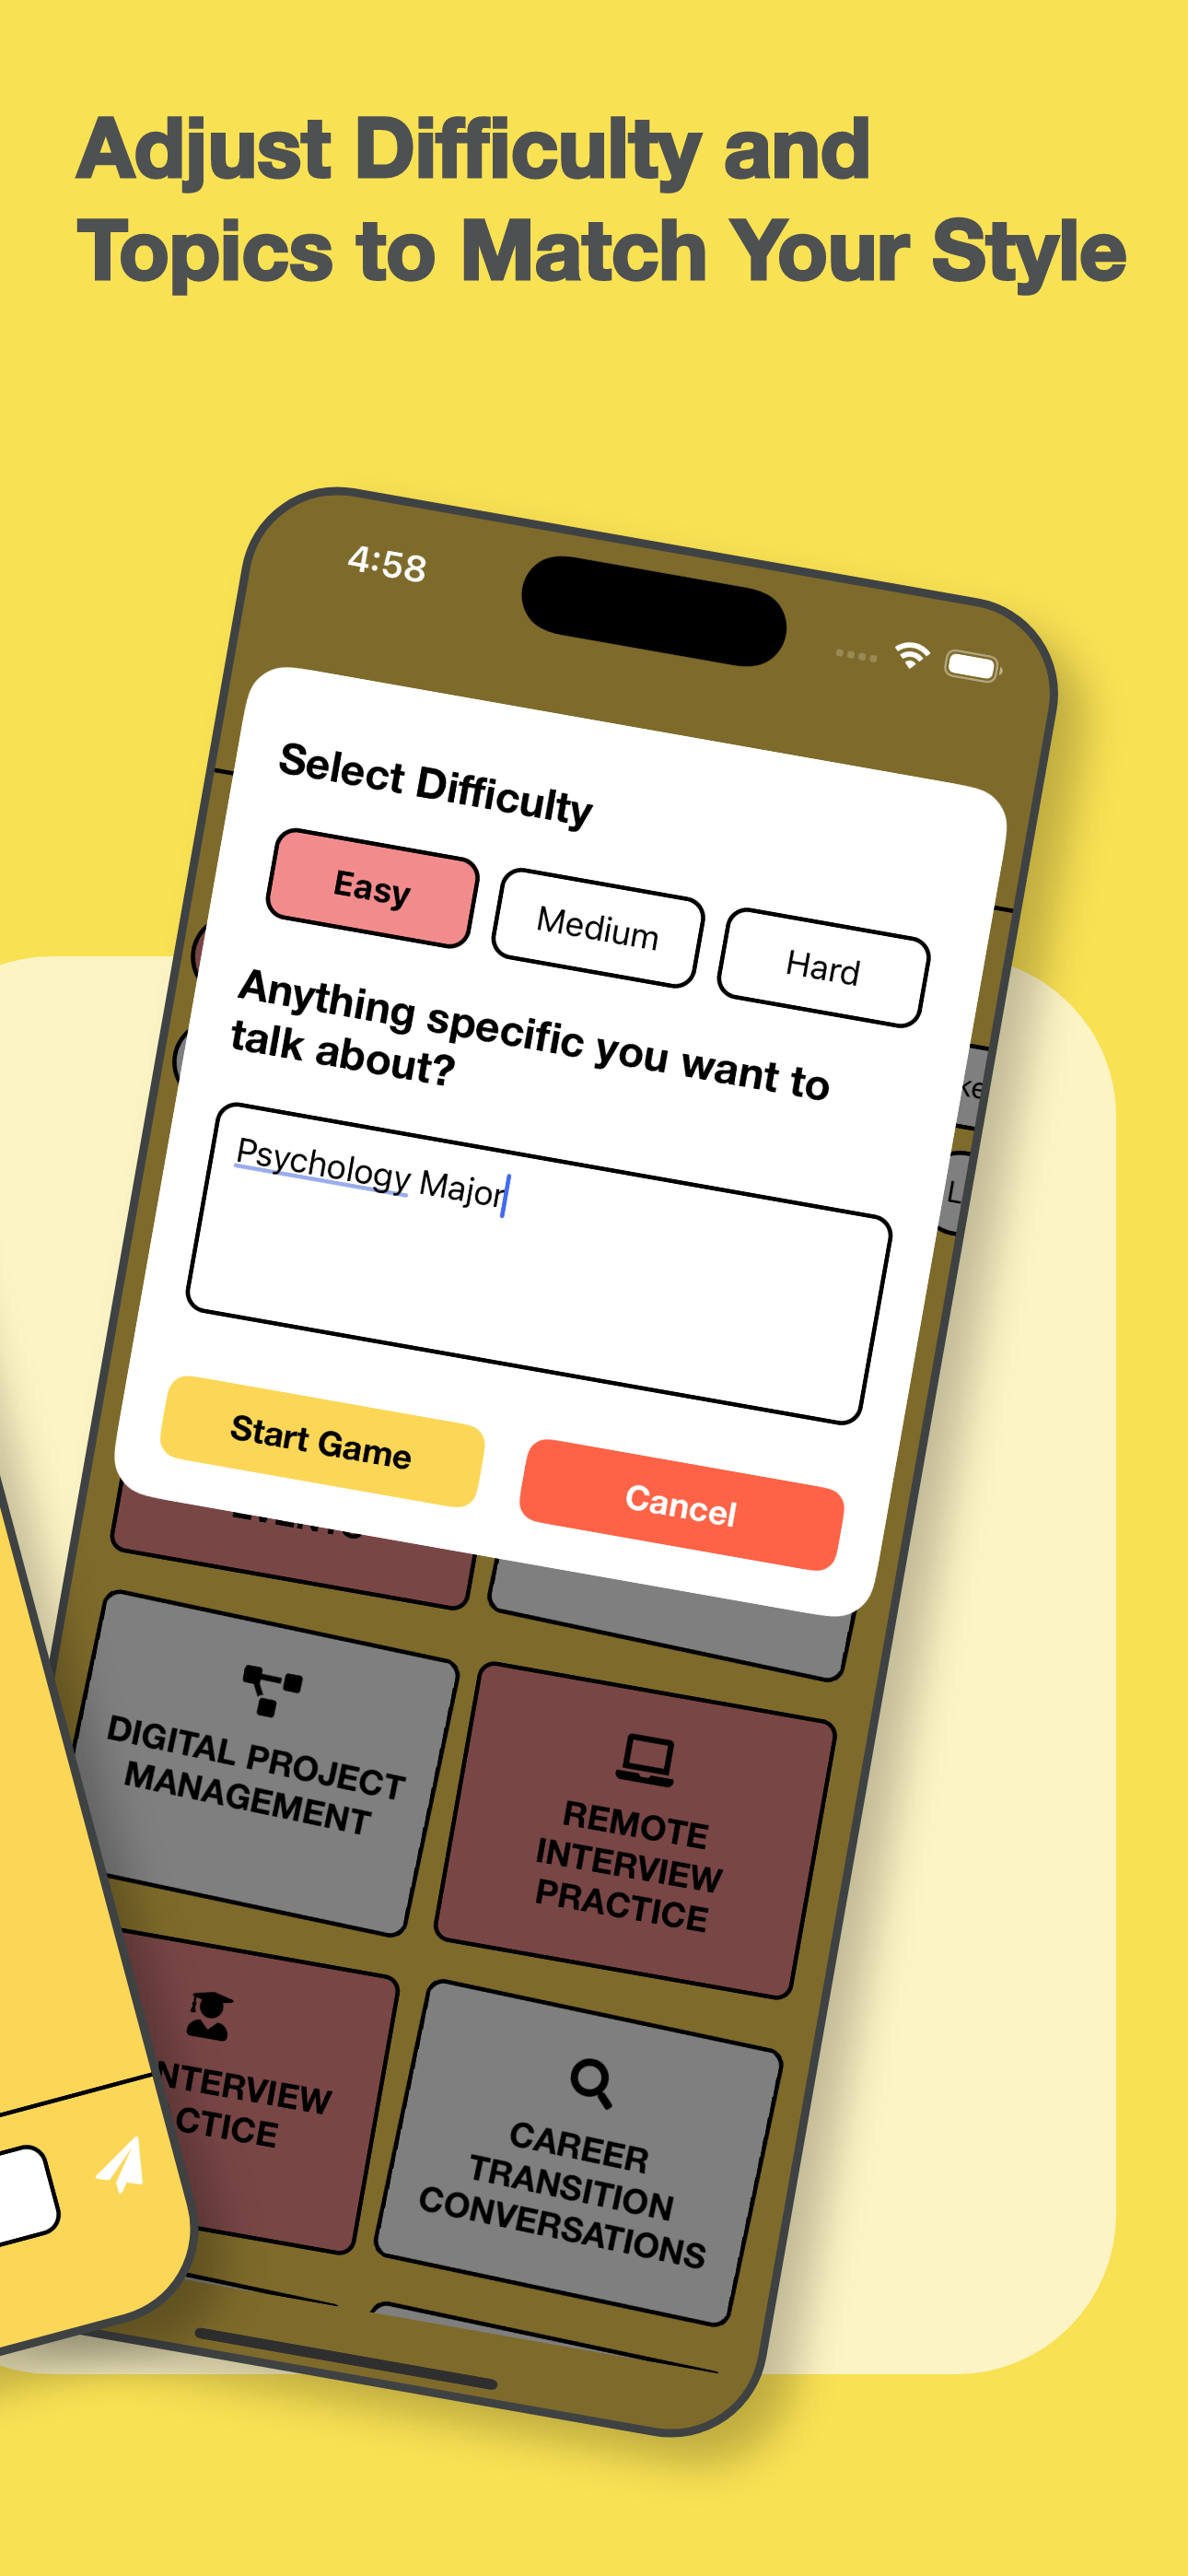 Adjust Difficulty and
Topics to Match Your Style
4:58
Select Difficulty
Easy
Medium
Hard
Anything specific you want to
talk about?
Psychology Major
Start Game
Cancel
DIGITAL PROJECT
MANAGEMENT
REMOTE
INTERVIEW
PRACTICE
NTERVIEW
CTICE
CAREER
TRANSITION
CONVERSATIONS